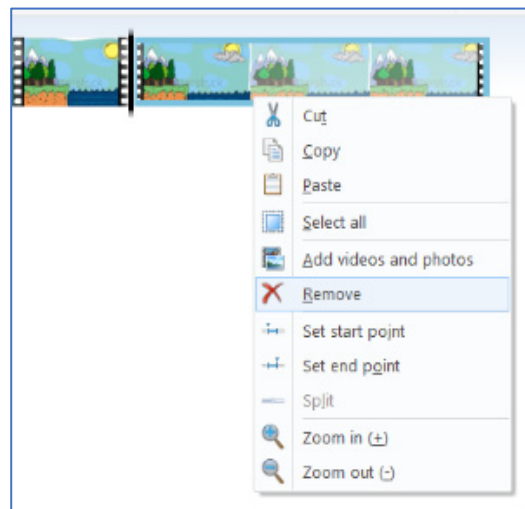 Cut
Copy
Paste
Select all
Add videos and photos
Remove
Set start point
Set end point
Split
Zoom in (+)
Zoom out (-)